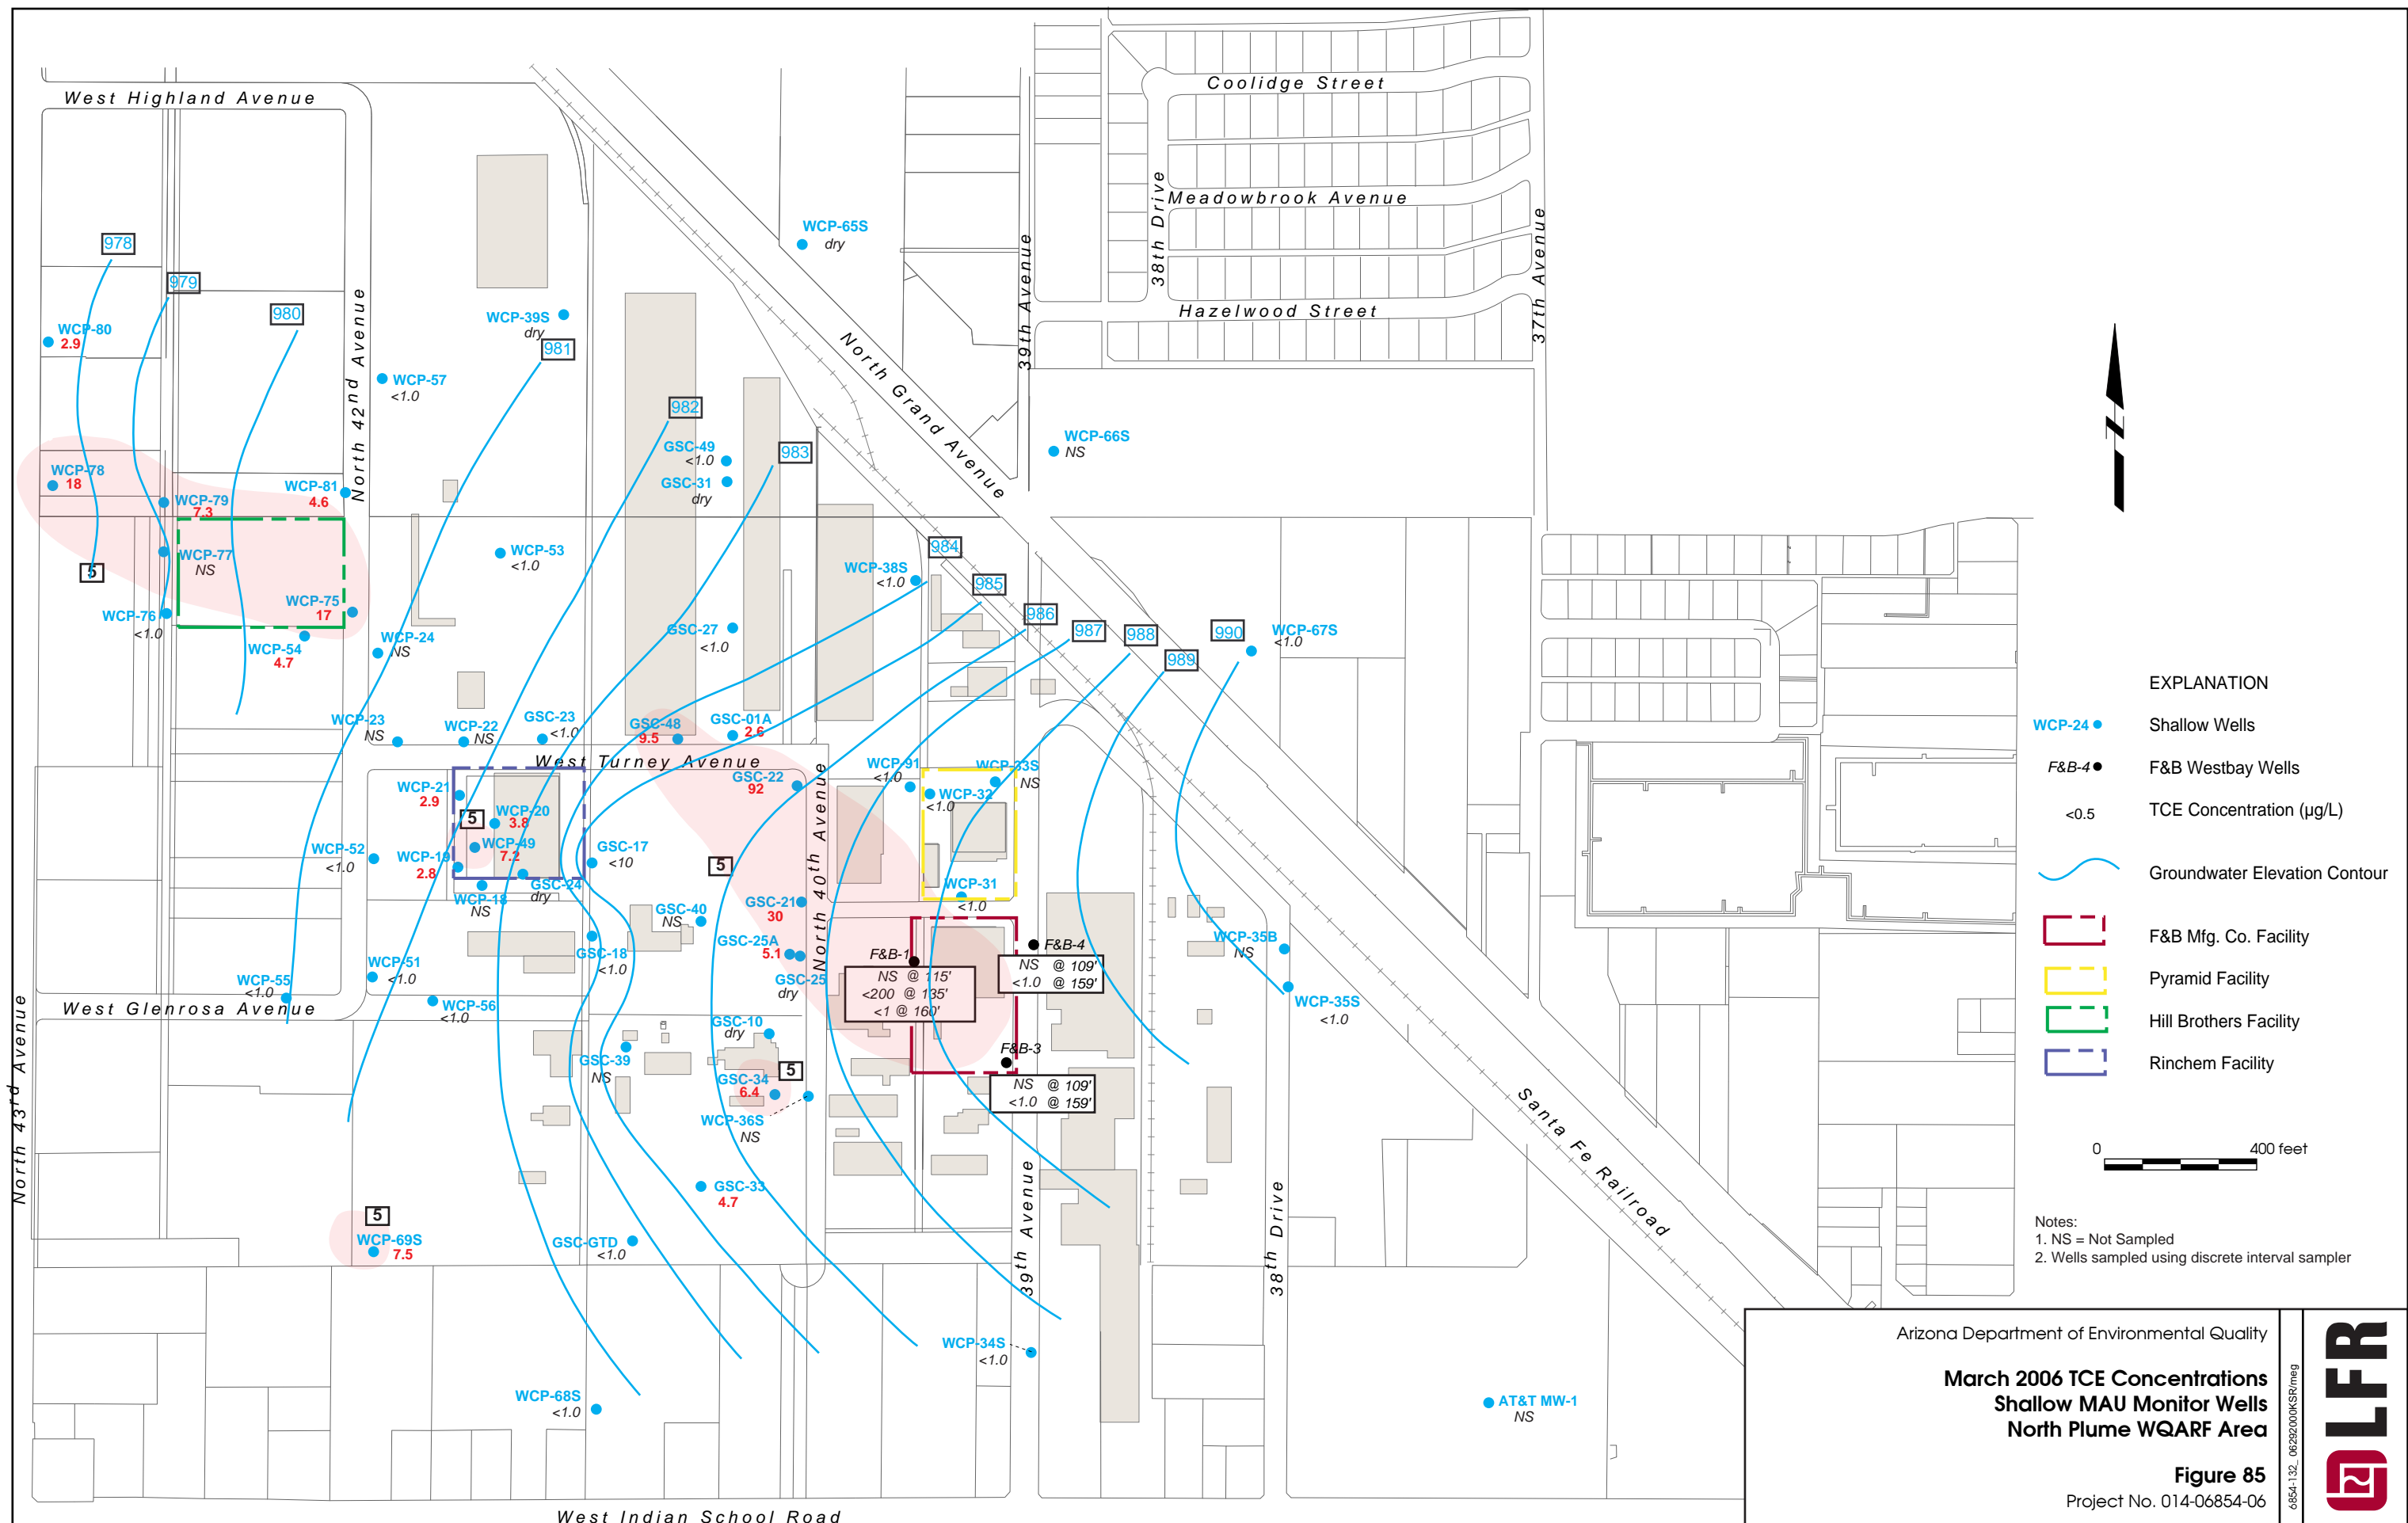 West Highland Avenue
Coolidge Street
38th Drive
Meadowbrook Avenue
37th Avenue
39th Avenue
Hazelwood Street
WCP-65S
dry
978
979
980
WCP-80
2.9
WCP-39S
dry
981
North 42nd Avenue
WCP-57
<1.0
North Grand Avenue
982
983
GSC-49
<1.0
GSC-31
dry
WCP-66S
NS
WCP-78
18
WCP-79
7.3
WCP-81
4.6
WCP-77
NS
5
WCP-53
<1.0
WCP-38S
<1.0
984
985
986
987
988
989
990
WCP-67S
<1.0
WCP-76
<1.0
WCP-75
17
WCP-54
4.7
WCP-24
NS
GSC-27
<1.0
WCP-23
NS
WCP-22
NS
GSC-23
<1.0
GSC-48
9.5
GSC-01A
2.6
West Turney Avenue
GSC-22
92
WCP-91
<1.0
WCP-33S
NS
WCP-32
<1.0
WCP-21
2.9
5
WCP-20
3.8
WCP-49
7.2
WCP-19
2.8
WCP-52
<1.0
WCP-18
NS
GSC-24
dry
GSC-17
<10
5
North 40th Avenue
WCP-31
<1.0
GSC-40
NS
GSC-21
30
GSC-25A
5.1
GSC-25
dry
GSC-18
<1.0
F&B-1
NS @ 115'
<200 @ 135'
<1 @ 160'
F&B-4
NS @ 109'
<1.0 @ 159'
WCP-35B
NS
WCP-35S
<1.0
WCP-55
<1.0
WCP-51
<1.0
WCP-56
<1.0
West Glenrosa Avenue
North 43rd Avenue
GSC-10
dry
GSC-39
NS
F&B-3
NS @ 109'
<1.0 @ 159'
5
GSC-34
6.4
WCP-36S
NS
GSC-33
4.7
Santa Fe Railroad
39th Avenue
38th Drive
5
WCP-69S
7.5
GSC-GTD
<1.0
WCP-34S
<1.0
WCP-68S
<1.0
AT&T MW-1
NS
West Indian School Road
EXPLANATION
WCP-24
Shallow Wells
F&B-4
F&B Westbay Wells
<0.5
TCE Concentration (µg/L)
Groundwater Elevation Contour
F&B Mfg. Co. Facility
Pyramid Facility
Hill Brothers Facility
Rinchem Facility
0 400 feet
Notes:
1. NS = Not Sampled
2. Wells sampled using discrete interval sampler
Arizona Department of Environmental Quality
March 2006 TCE Concentrations
Shallow MAU Monitor Wells
North Plume WQARF Area
Figure 85
Project No. 014-06854-06
6854-132_ 06292000KSR/meg
LFR